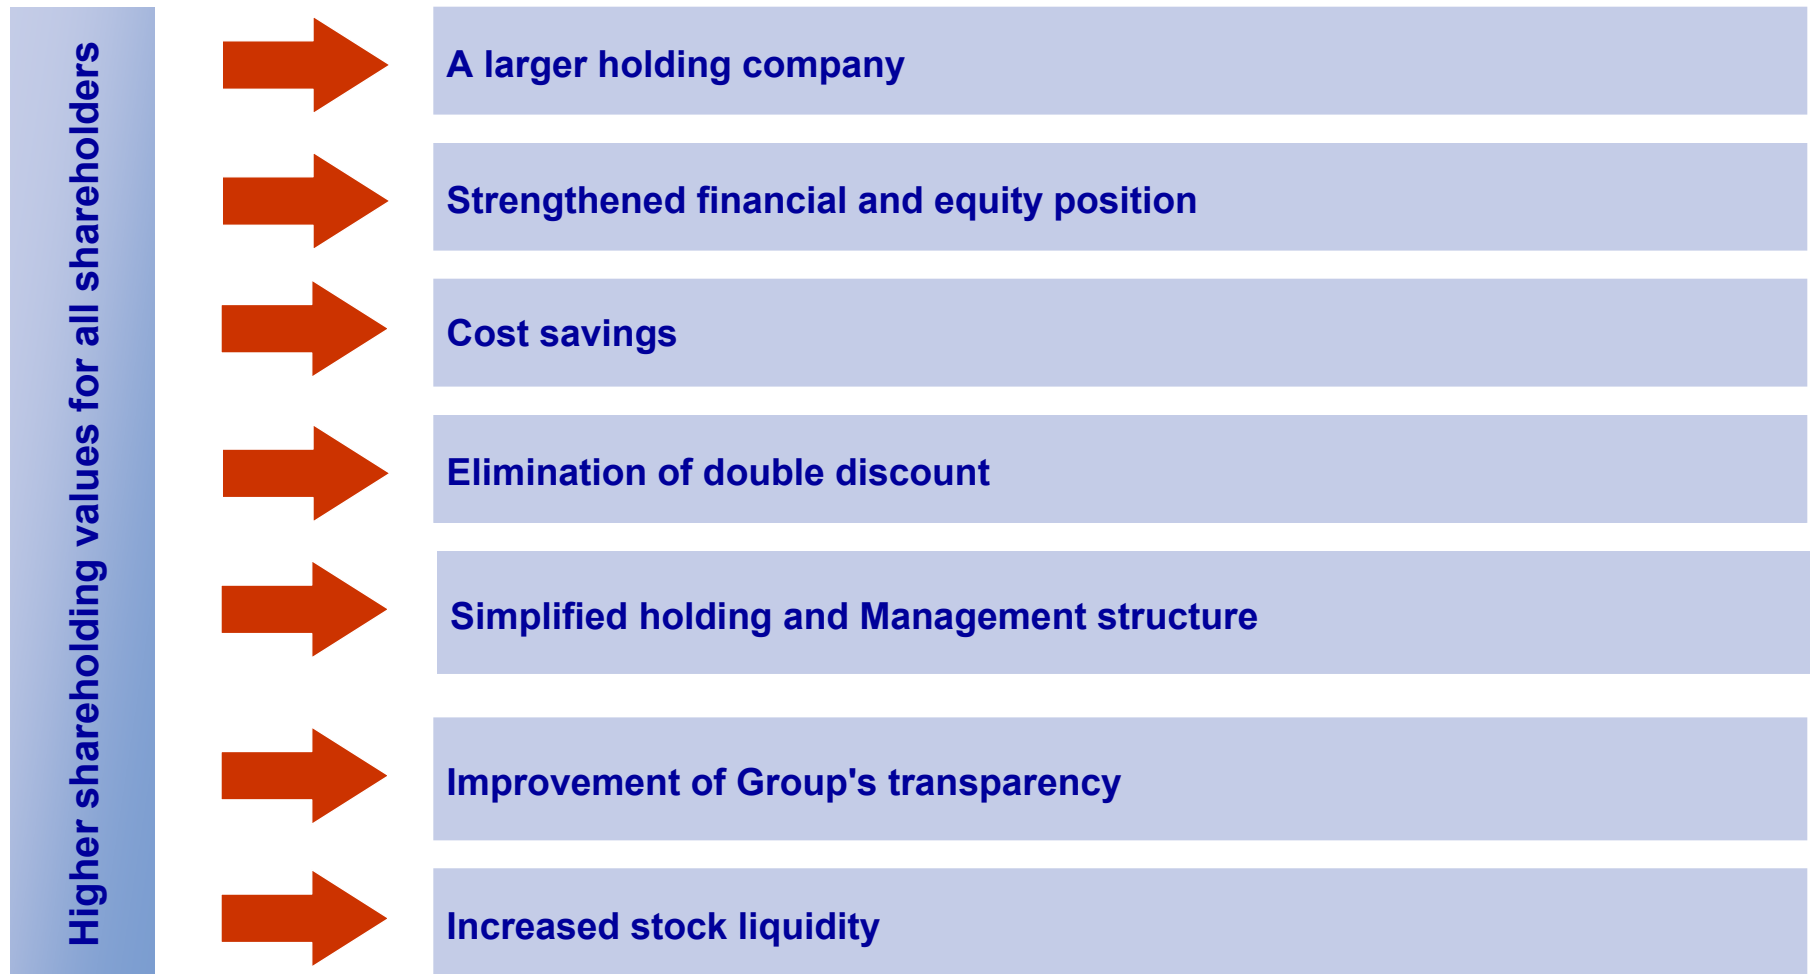 Higher shareholding values for all shareholders
A larger holding company
Strengthened financial and equity position
Cost savings
Elimination of double discount
Simplified holding and Management structure
Improvement of Group's transparency
Increased stock liquidity